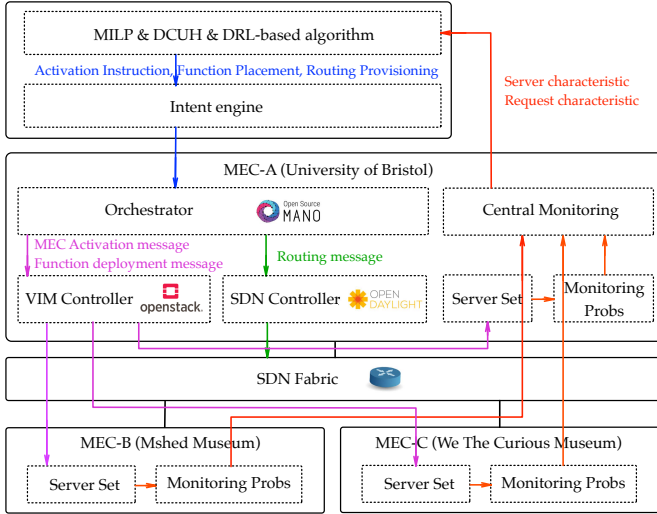 MILP & DCUH & DRL-based algorithm
Activation Instruction, Function Placement, Routing Provisioning
Server characteristic
Request characteristic
Intent engine
MEC-A (University of Bristol)
Orchestrator
Open Source
MANO
Central Monitoring
MEC Activation message
Function deployment message
Routing message
VIM Controller
openstack.
SDN Controller
OPEN
DAYLIGHT
Server Set
Monitoring
Probs
SDN Fabric
MEC-B (Mshed Museum)
Server Set
Monitoring Probs
MEC-C (We The Curious Museum)
Server Set
Monitoring Probs